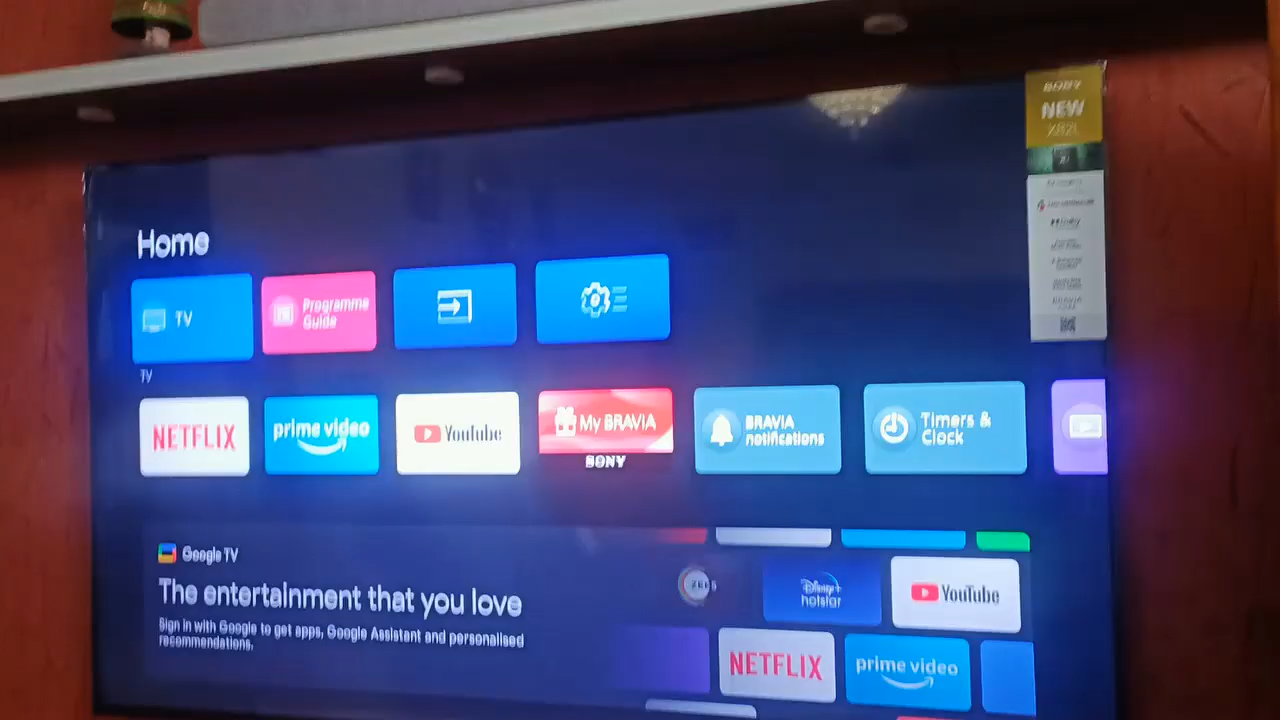 SONY
NEW
X82L
Home
TV
Programme
Guide
TV
NETFLIX
prime video
YouTube
My BRAVIA
SONY
BRAVIA
notifications
Timers &
Clock
Google TV
The entertainment that you love
Sign in with Google to get apps, Google Assistant and personalised
recommendations.
ZEE5
Disney+
hotstar
YouTube
NETFLIX
prime video